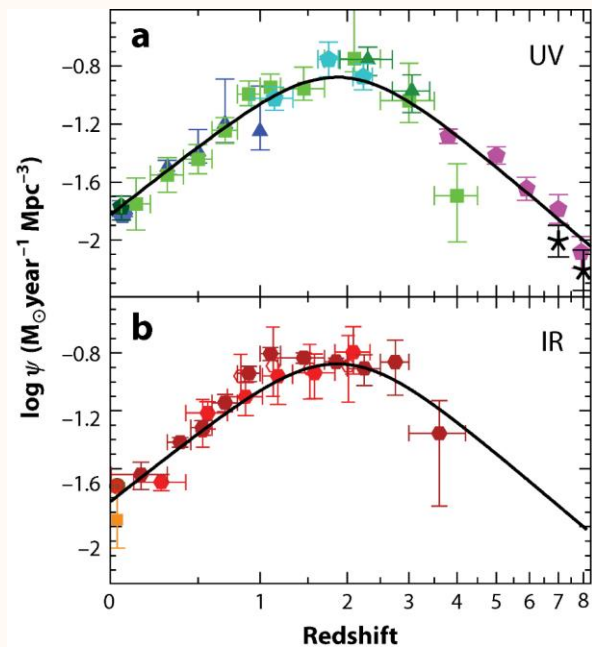 a
UV
−0.8
−1.2
−1.6
−2
b
IR
−0.8
−1.2
−1.6
−2
log ψ (M⊙ year⁻¹ Mpc⁻³)
0 1 2 3 4 5 6 7 8
Redshift